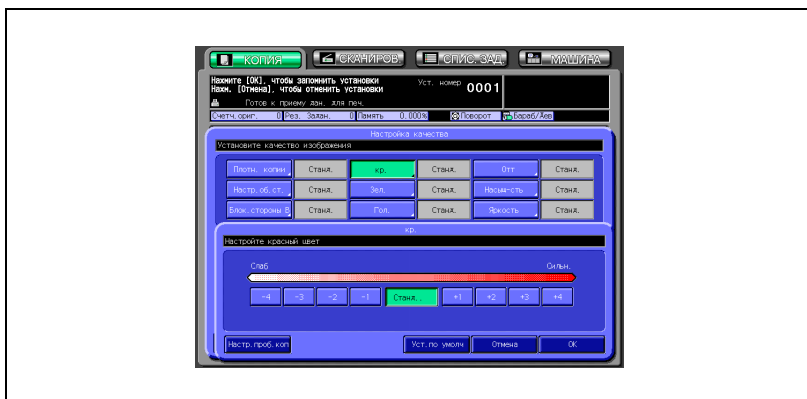 КОПИЯ СКАНИРОВ СПИС. ЗАД МАШИНА
Нажмите [ОК], чтобы запомнить установки
Нажм. [Отмена], чтобы отменить установки
Уст. номер 0001
Готов к приему дан. для печ.
Счетч.ориг. 0 Рез. Задан. 0 Память 0.000% Поворот Бараб/Лев
Настройка качества
Установите качество изображения
Плотн. копии Станд. кр. Станд. Отт Станд.
Настр.об.ст. Станд. Зел. Станд. Насыщ-сть Станд.
Блок.стороны В Станд. Гол. Станд. Яркость Станд.
кр.
Настройте красный цвет
Слаб Сильн.
-4 -3 -2 -1 Станд. +1 +2 +3 +4
Настр.проб.коп Уст.по умолч Отмена ОК